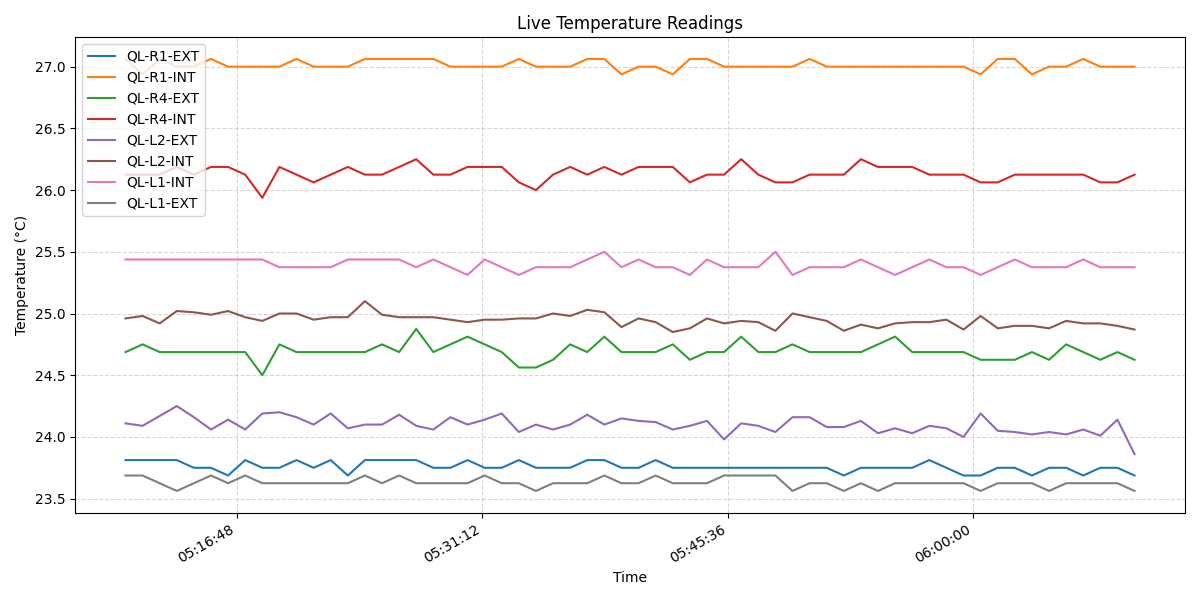 Live Temperature Readings
QL-R1-EXT
QL-R1-INT
QL-R4-EXT
QL-R4-INT
QL-L2-EXT
QL-L2-INT
QL-L1-INT
QL-L1-EXT
27.0
26.5
26.0
25.5
25.0
24.5
24.0
23.5
Temperature (°C)
05:16:48
05:31:12
05:45:36
06:00:00
Time